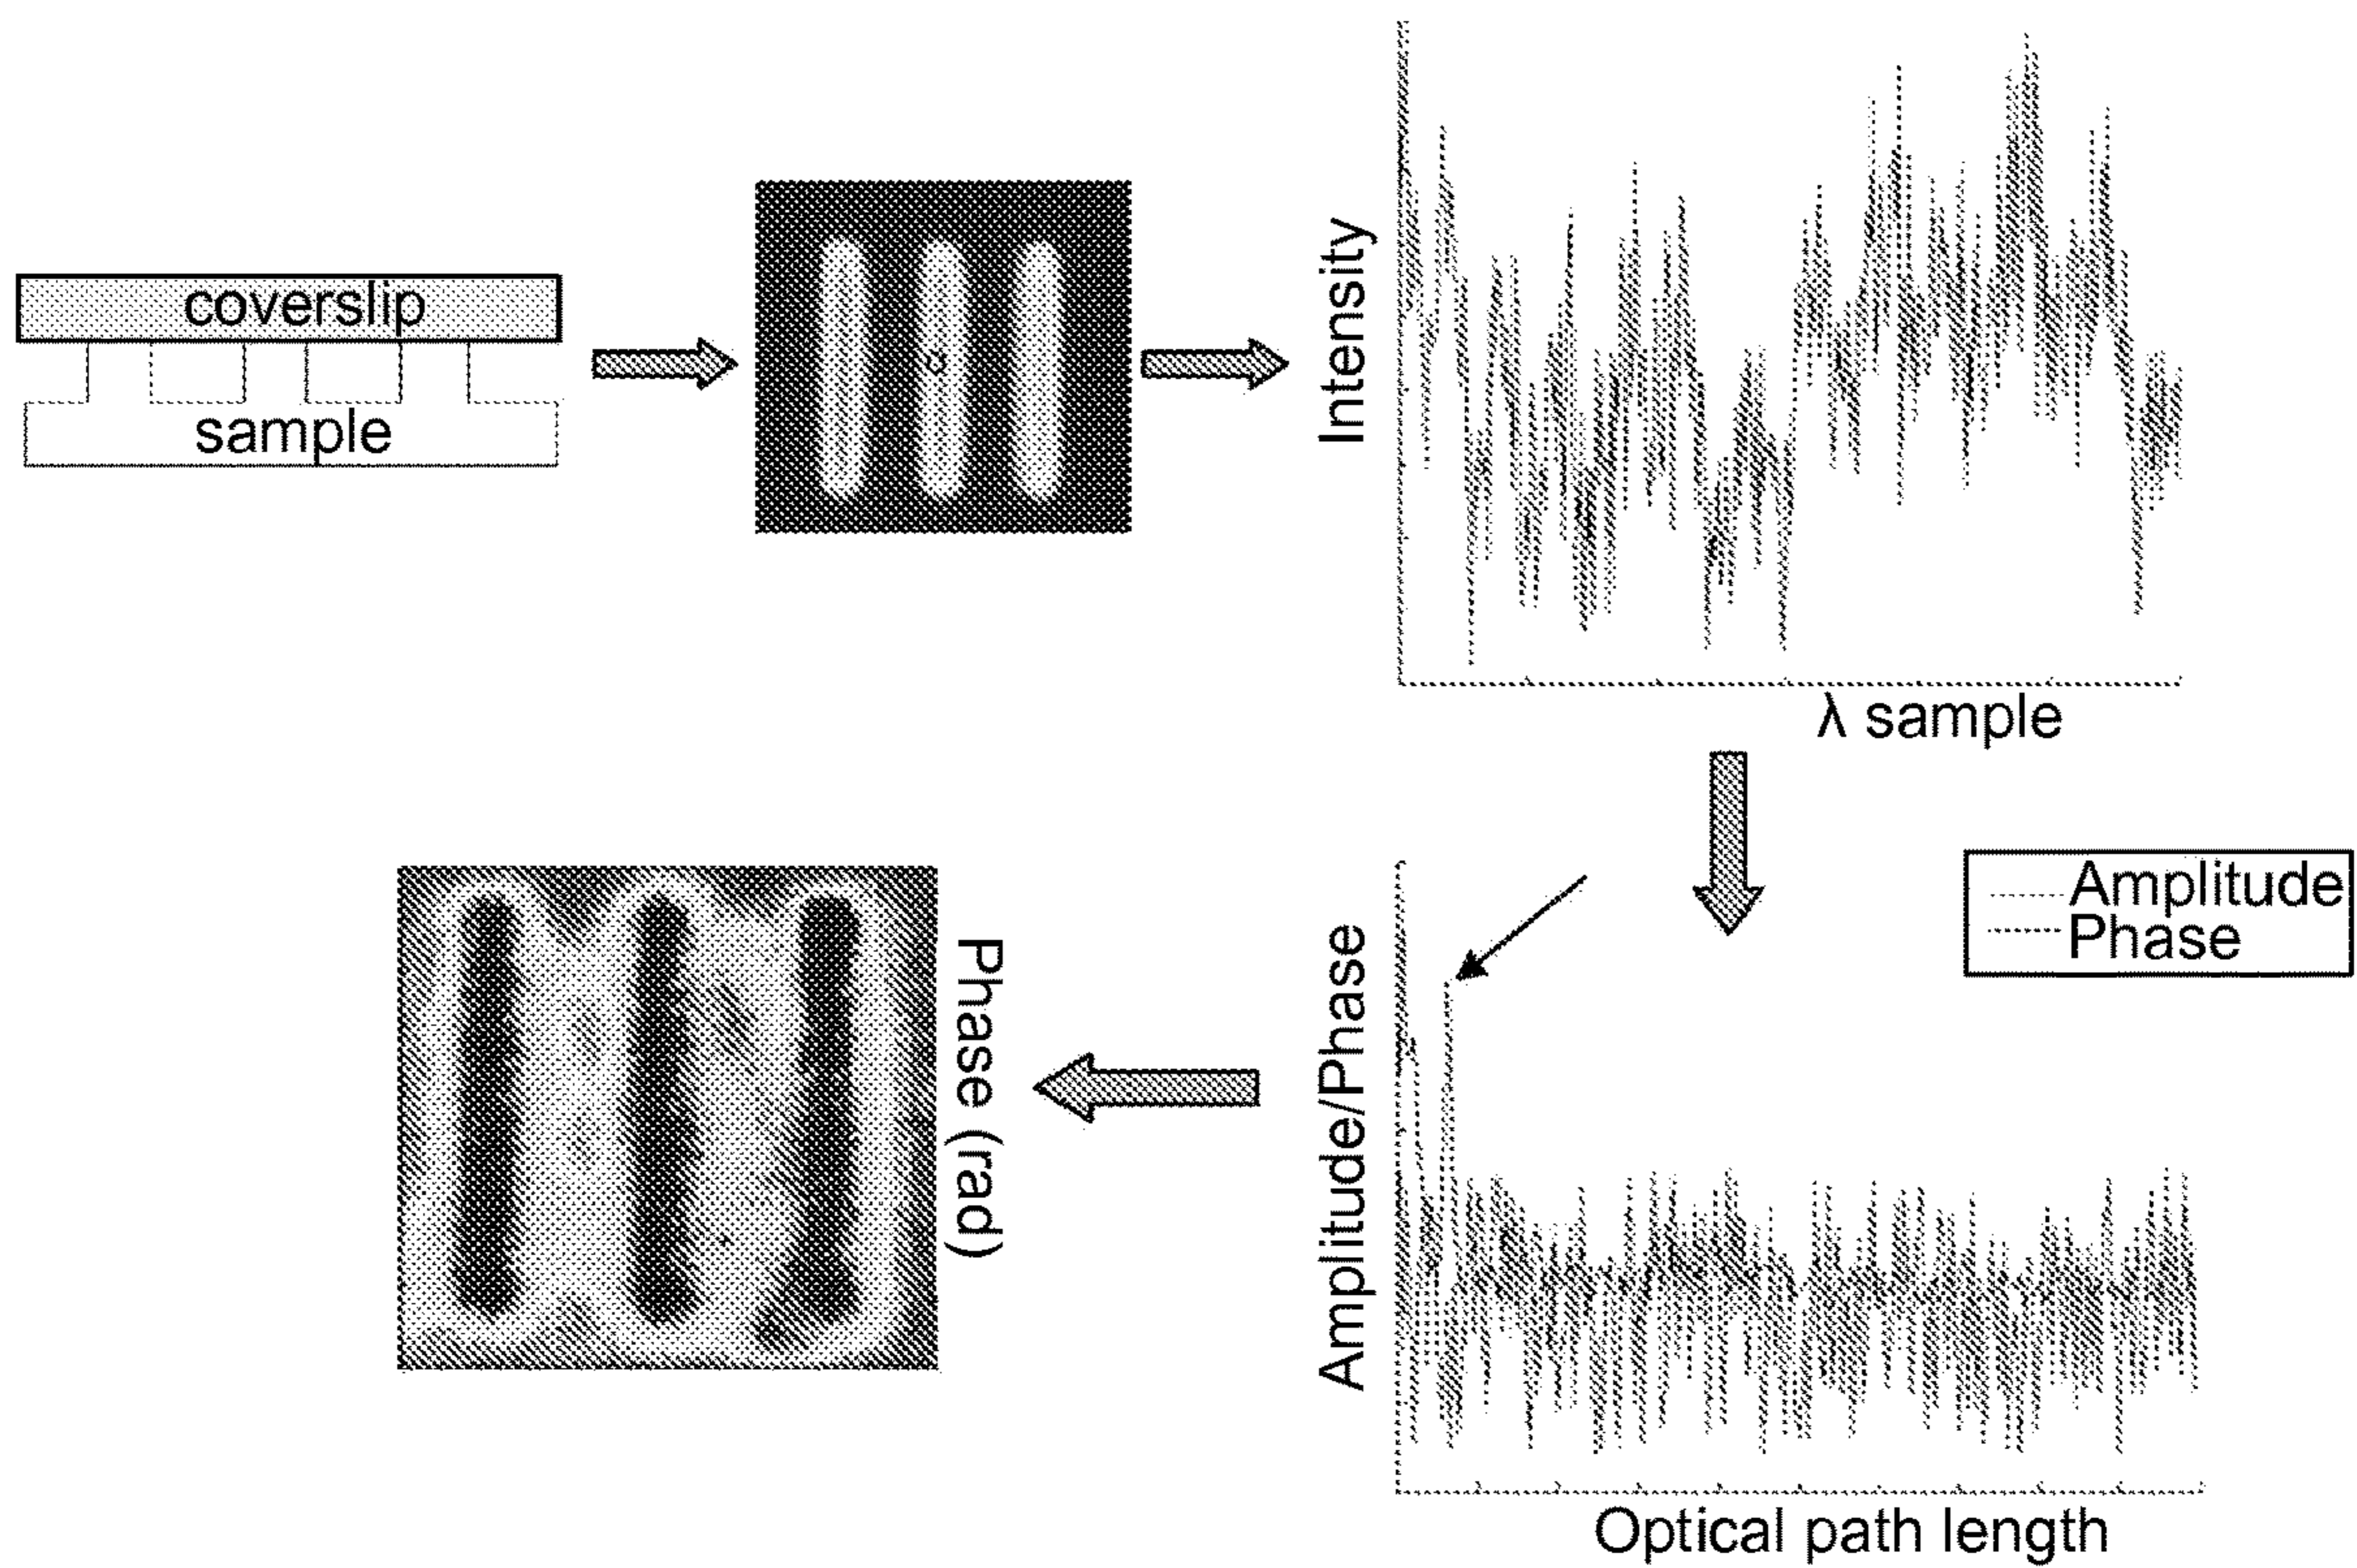 coverslip
sample
Intensity
λ sample
Amplitude
Phase
Amplitude/Phase
Optical path length
Phase (rad)